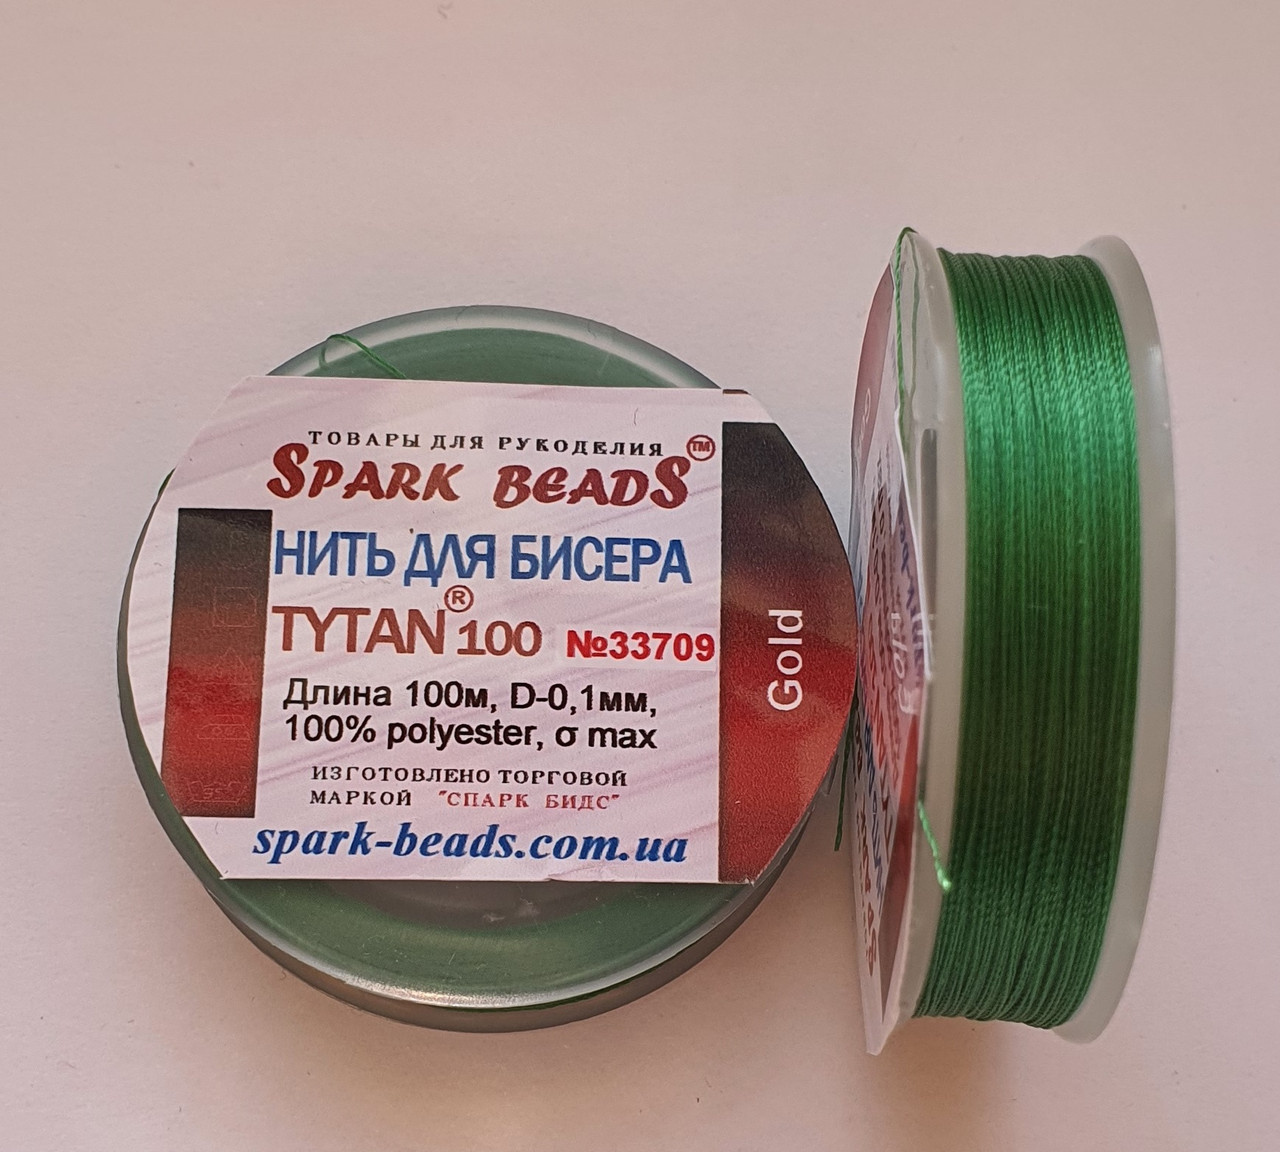 ТОВАРЫ ДЛЯ РУКОДЕЛИЯ
SPARK BEADS™
НИТЬ ДЛЯ БИСЕРА
TYTAN® 100 №33709
Длина 100м, D-0,1мм,
100% polyester, σ max
ИЗГОТОВЛЕНО ТОРГОВОЙ
МАРКОЙ "СПАРК БИДС"
spark-beads.com.ua
Gold